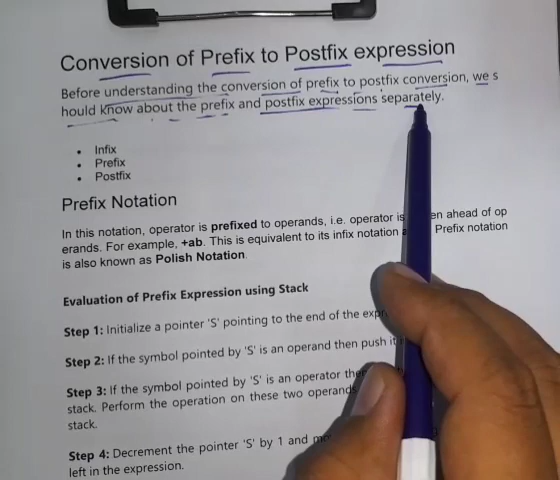 Conversion of Prefix to Postfix expression
Before understanding the conversion of prefix to postfix conversion, we s
hould know about the prefix and postfix expressions separately.
• Infix
• Prefix
• Postfix
Prefix Notation
In this notation, operator is prefixed to operands, i.e. operator is en ahead of op
erands. For example, +ab. This is equivalent to its infix notation Prefix notation
is also known as Polish Notation.
Evaluation of Prefix Expression using Stack
Step 1: Initialize a pointer 'S' pointing to the end of the
Step 2: If the symbol pointed by 'S' is an operand then push it
Step 3: If the symbol pointed by 'S' is an operator
stack. Perform the operation on these two operands
stack.
Step 4: Decrement the pointer 'S' by 1 and
left in the expression.